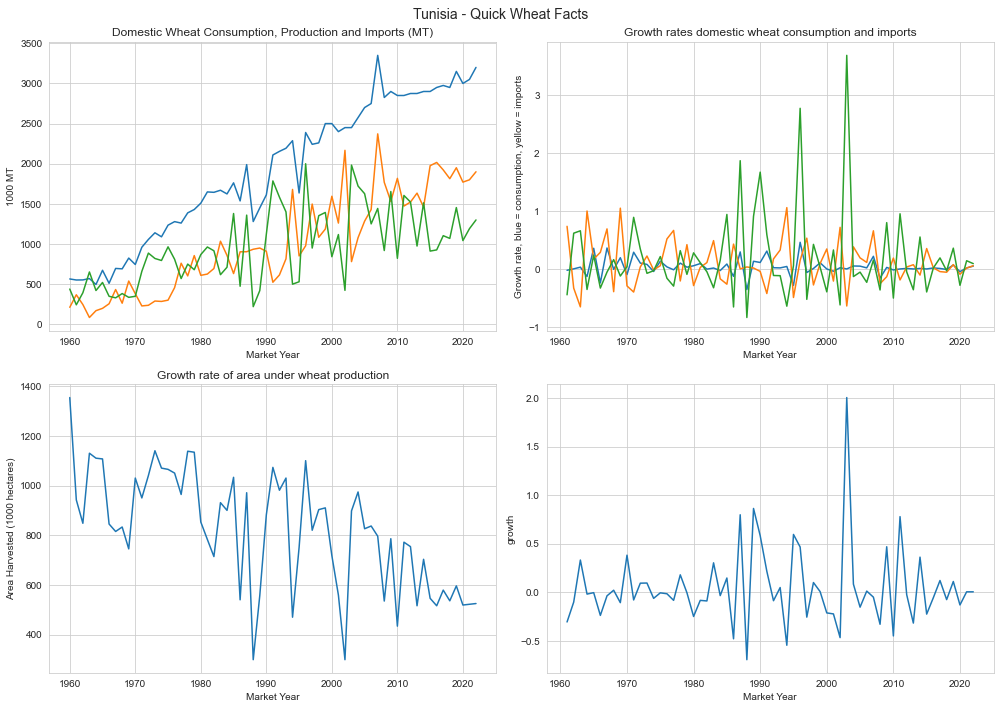 Tunisia - Quick Wheat Facts
Domestic Wheat Consumption, Production and Imports (MT)
1000 MT
3500
3000
2500
2000
1500
1000
500
0
1960 1970 1980 1990 2000 2010 2020
Market Year
Growth rates domestic wheat consumption and imports
Growth rate, blue = consumption, yellow = imports
3
2
1
0
−1
1960 1970 1980 1990 2000 2010 2020
Market Year
Growth rate of area under wheat production
Area Harvested (1000 hectares)
1400
1200
1000
800
600
400
1960 1970 1980 1990 2000 2010 2020
Market Year
growth
2.0
1.5
1.0
0.5
0.0
−0.5
1960 1970 1980 1990 2000 2010 2020
Market Year